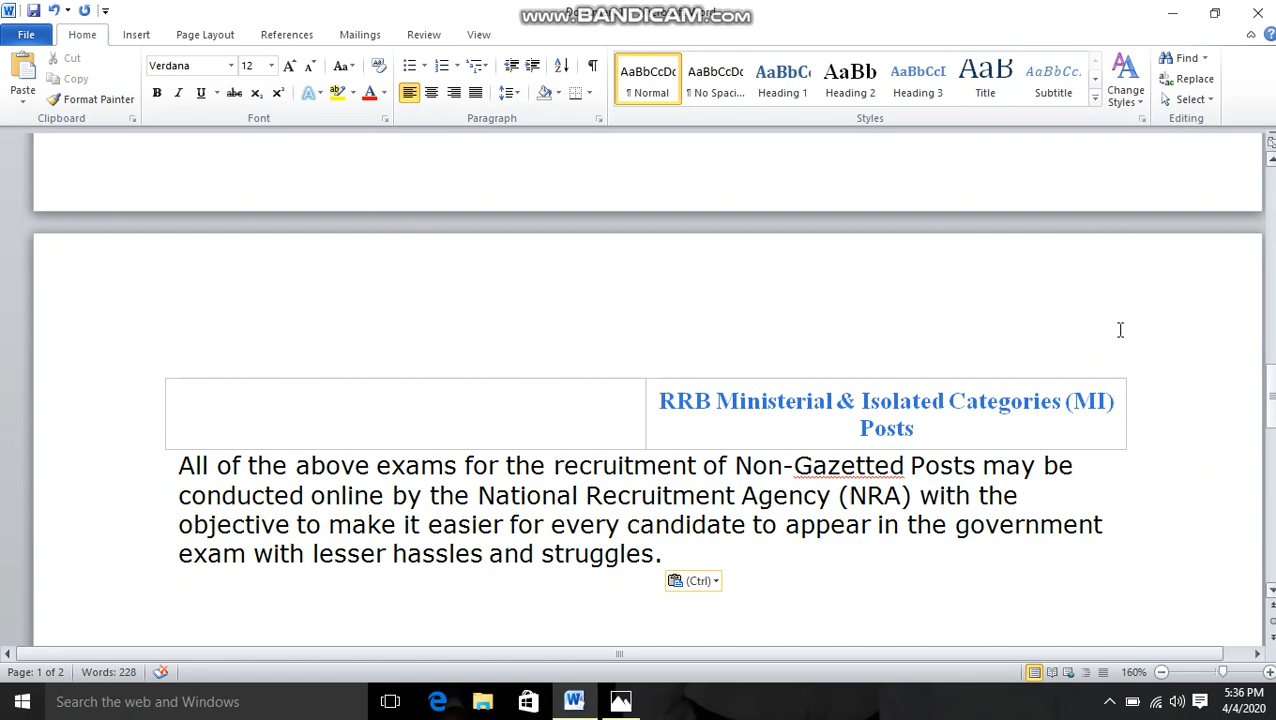 www.BANDICAM.com
File Home Insert Page Layout References Mailings Review View
Paste
Cut
Copy
Format Painter
Clipboard
Verdana 12
Font
Paragraph
AaBbCcDc AaBbCcDc AaBbC AaBb AaBbCcI AaB AaBbCc.
¶ Normal ¶ No Spaci... Heading 1 Heading 2 Heading 3 Title Subtitle
Change Styles
Styles
Find
Replace
Select
Editing
RRB Ministerial & Isolated Categories (MI)
Posts
All of the above exams for the recruitment of Non-Gazetted Posts may be
conducted online by the National Recruitment Agency (NRA) with the
objective to make it easier for every candidate to appear in the government
exam with lesser hassles and struggles.
(Ctrl)
Page: 1 of 2 Words: 228 160%
Search the web and Windows
5:36 PM
4/4/2020